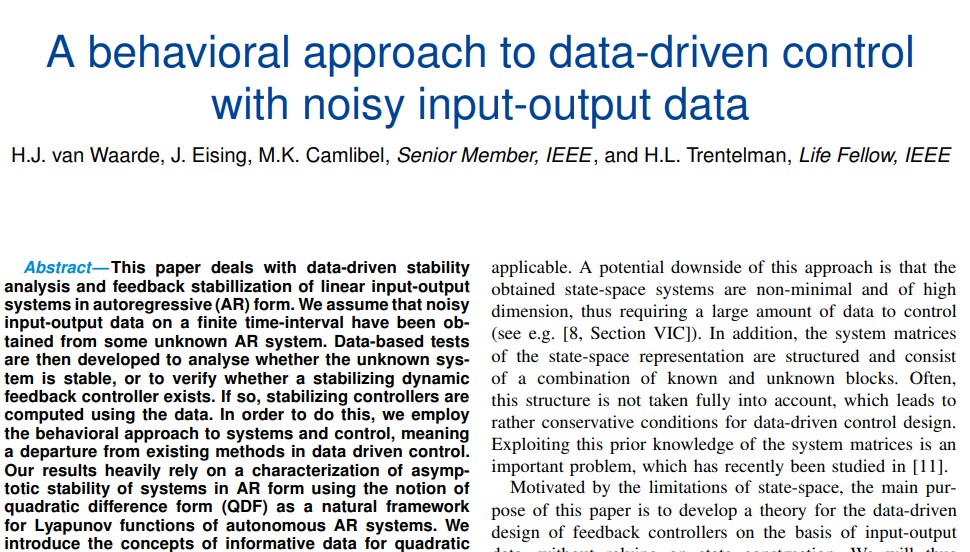 A behavioral approach to data-driven control
with noisy input-output data
H.J. van Waarde, J. Eising, M.K. Camlibel, Senior Member, IEEE, and H.L. Trentelman, Life Fellow, IEEE
Abstract—This paper deals with data-driven stability
analysis and feedback stabillization of linear input-output
systems in autoregressive (AR) form. We assume that noisy
input-output data on a finite time-interval have been ob-
tained from some unknown AR system. Data-based tests
are then developed to analyse whether the unknown sys-
tem is stable, or to verify whether a stabilizing dynamic
feedback controller exists. If so, stabilizing controllers are
computed using the data. In order to do this, we employ
the behavioral approach to systems and control, meaning
a departure from existing methods in data driven control.
Our results heavily rely on a characterization of asymp-
totic stability of systems in AR form using the notion of
quadratic difference form (QDF) as a natural framework
for Lyapunov functions of autonomous AR systems. We
introduce the concepts of informative data for quadratic
applicable. A potential downside of this approach is that the
obtained state-space systems are non-minimal and of high
dimension, thus requiring a large amount of data to control
(see e.g. [8, Section VIC]). In addition, the system matrices
of the state-space representation are structured and consist
of a combination of known and unknown blocks. Often,
this structure is not taken fully into account, which leads to
rather conservative conditions for data-driven control design.
Exploiting this prior knowledge of the system matrices is an
important problem, which has recently been studied in [11].
Motivated by the limitations of state-space, the main pur-
pose of this paper is to develop a theory for the data-driven
design of feedback controllers on the basis of input-output